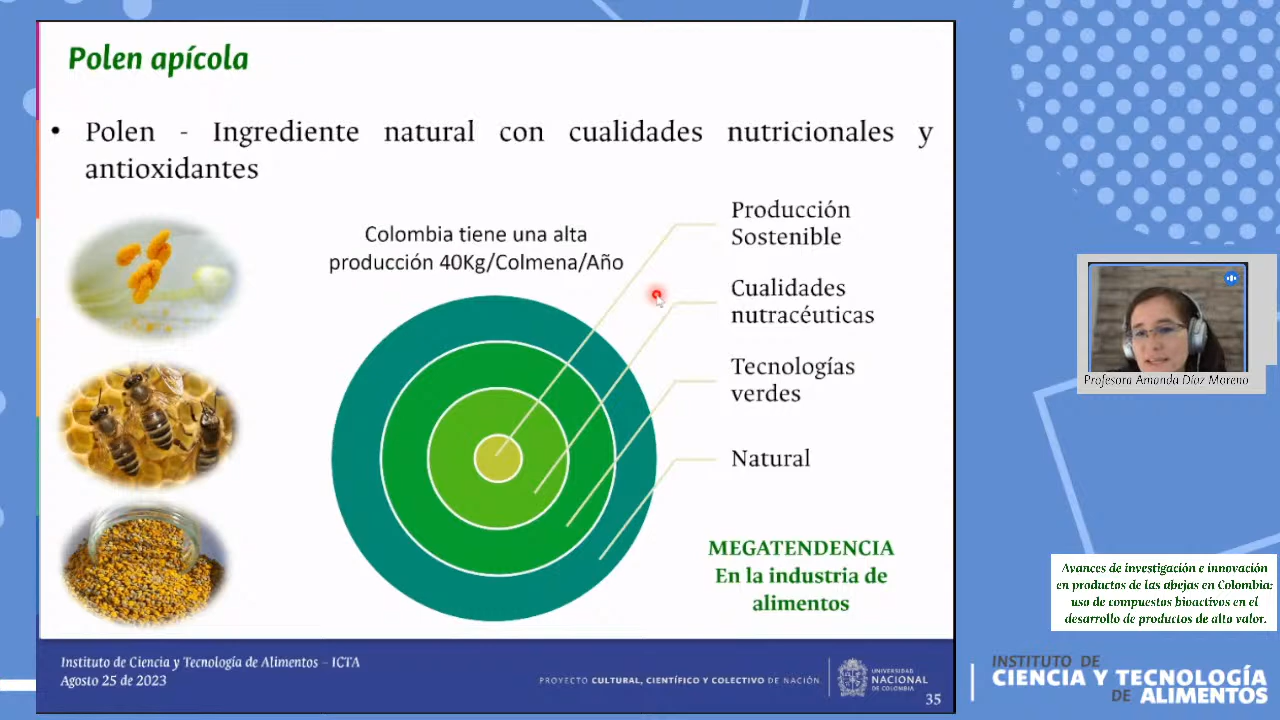 Polen apícola
• Polen - Ingrediente natural con cualidades nutricionales y
antioxidantes
Colombia tiene una alta
producción 40Kg/Colmena/Año
Producción
Sostenible
Cualidades
nutracéuticas
Tecnologías
verdes
Natural
MEGATENDENCIA
En la industria de
alimentos
Instituto de Ciencia y Tecnología de Alimentos – ICTA
Agosto 25 de 2023
PROYECTO CULTURAL, CIENTÍFICO Y COLECTIVO DE NACIÓN
UNIVERSIDAD
NACIONAL
DE COLOMBIA
35
Profesora Amanda Díaz Moreno
Avances de investigación e innovación
en productos de las abejas en Colombia:
uso de compuestos bioactivos en el
desarrollo de productos de alto valor.
INSTITUTO DE
CIENCIA Y TECNOLOGÍA
DE ALIMENTOS